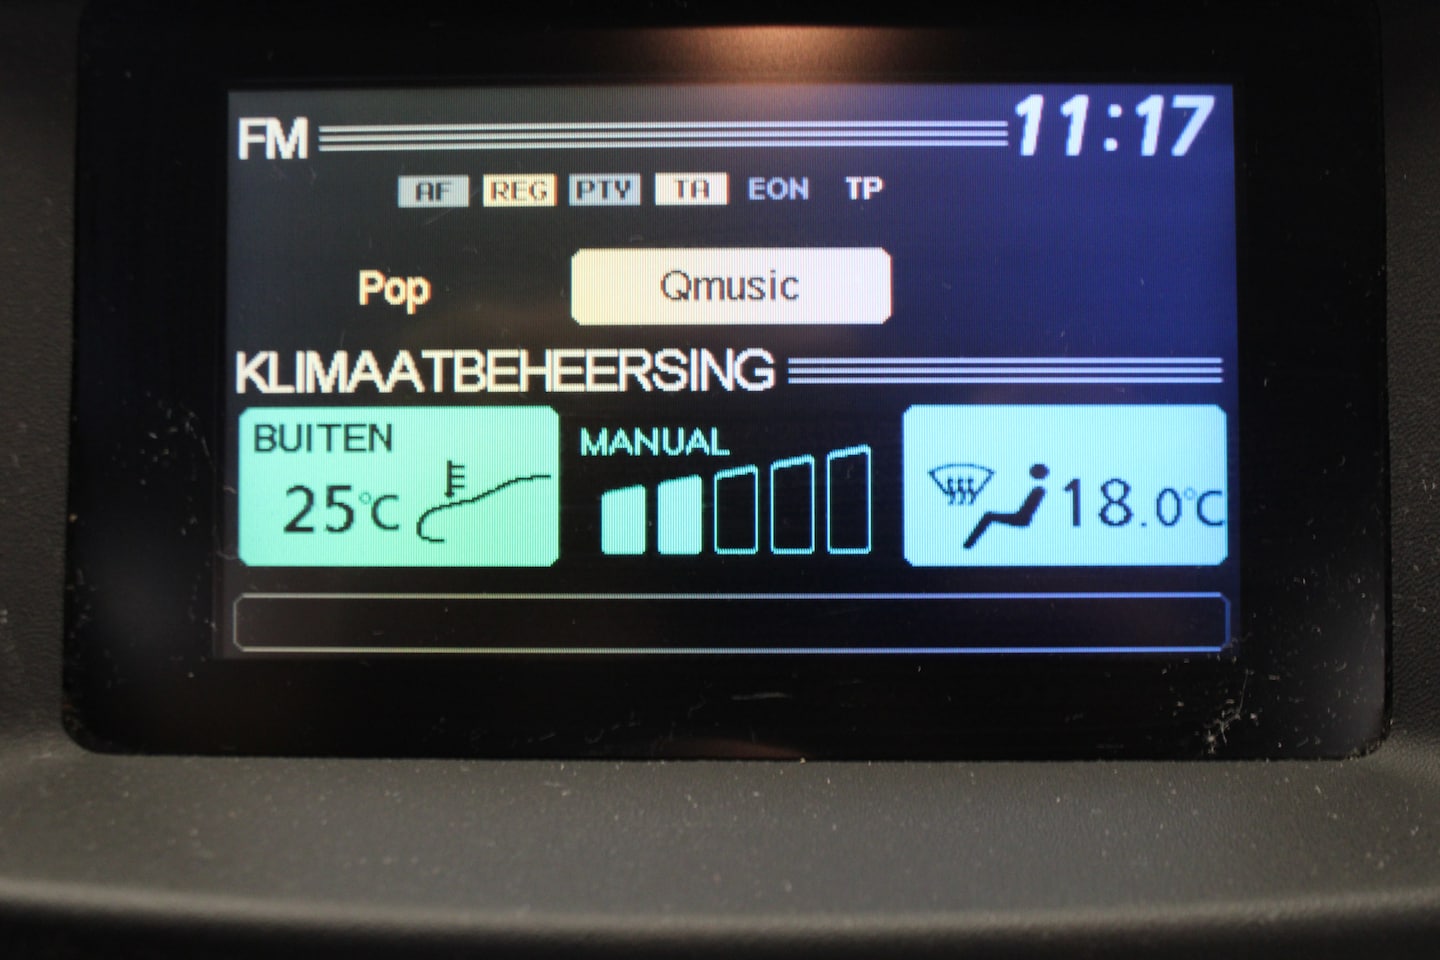 FM 11:17
AF REG PTY TA EON TP
Pop Qmusic
KLIMAATBEHEERSING
BUITEN MANUAL
25°C 18.0°C